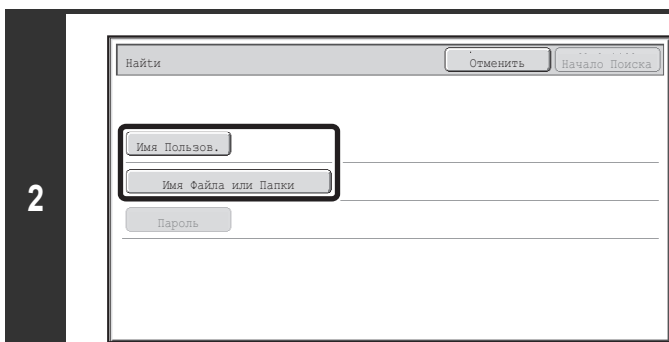 Найти
Отменить
Начало Поиска
Имя Пользов.
Имя Файла или Папки
2
Пароль